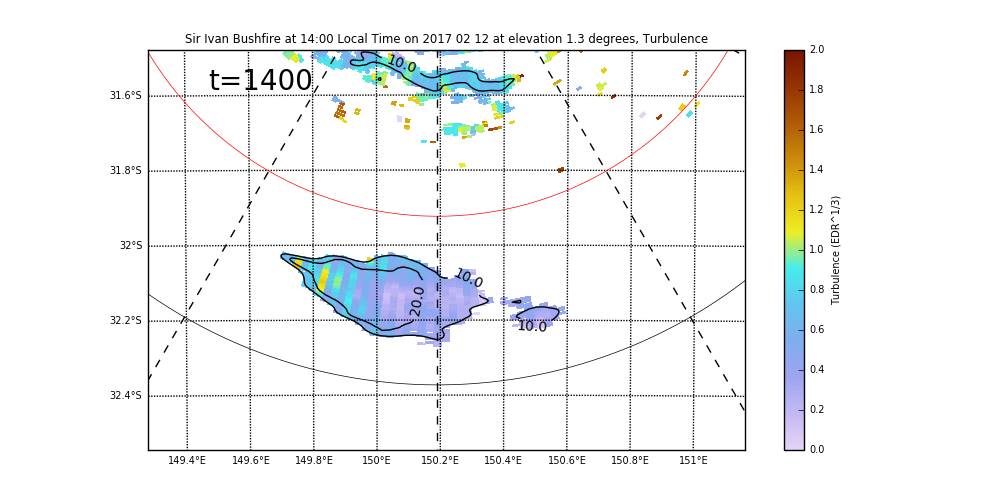 Sir Ivan Bushfire at 14:00 Local Time on 2017 02 12 at elevation 1.3 degrees, Turbulence
t=1400
10.0
31.6°S
31.8°S
32°S
32.2°S
32.4°S
10.0
20.0
10.0
149.4°E 149.6°E 149.8°E 150°E 150.2°E 150.4°E 150.6°E 150.8°E 151°E
2.0
1.8
1.6
1.4
1.2
1.0
0.8
0.6
0.4
0.2
0.0
Turbulence (EDR^1/3)